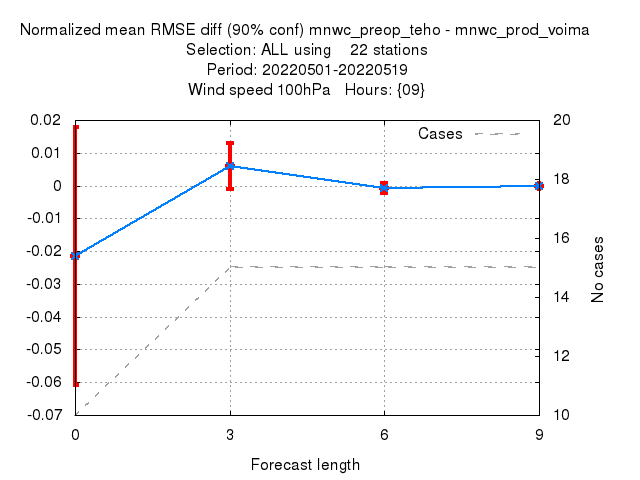 Normalized mean RMSE diff (90% conf) mnwc_preop_teho - mnwc_prod_voima
Selection: ALL using    22 stations
Period: 20220501-20220519
Wind speed 100hPa   Hours: {09}
Cases
0.02
0.01
0
-0.01
-0.02
-0.03
-0.04
-0.05
-0.06
-0.07
20
18
16
14
12
10
No cases
0 3 6 9
Forecast length